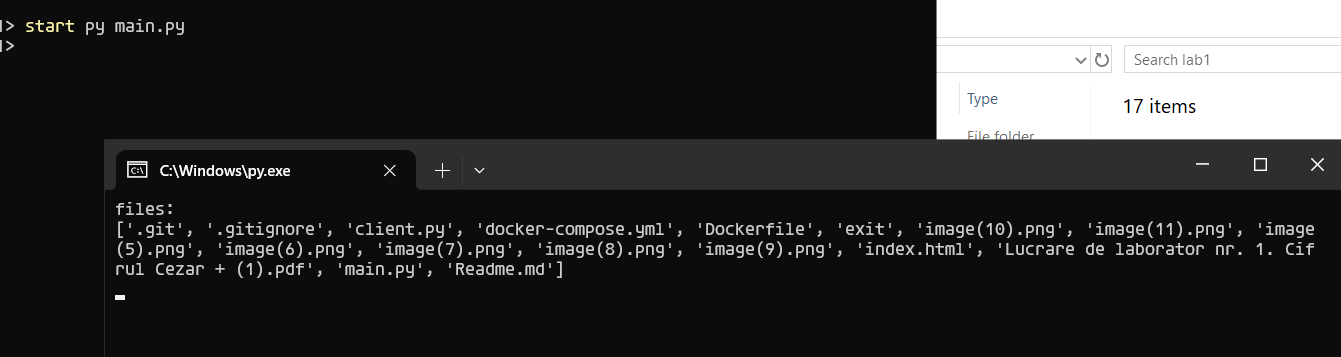 > start py main.py
>
Search lab1
Type
17 items
File folder
C:\Windows\py.exe
files:
['.git', '.gitignore', 'client.py', 'docker-compose.yml', 'Dockerfile', 'exit', 'image(10).png', 'image(11).png', 'image
(5).png', 'image(6).png', 'image(7).png', 'image(8).png', 'image(9).png', 'index.html', 'Lucrare de laborator nr. 1. Cif
rul Cezar + (1).pdf', 'main.py', 'Readme.md']